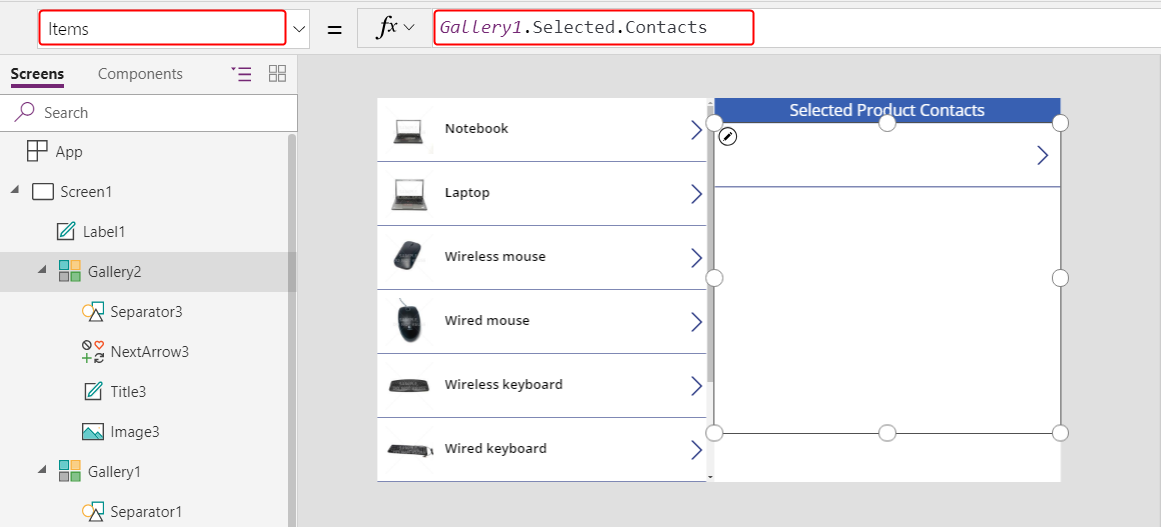 Items
=
fx
Gallery1.Selected.Contacts
Screens
Components
Search
App
Screen1
Label1
Gallery2
Separator3
NextArrow3
Title3
Image3
Gallery1
Separator1
Notebook
Laptop
Wireless mouse
Wired mouse
Wireless keyboard
Wired keyboard
Selected Product Contacts